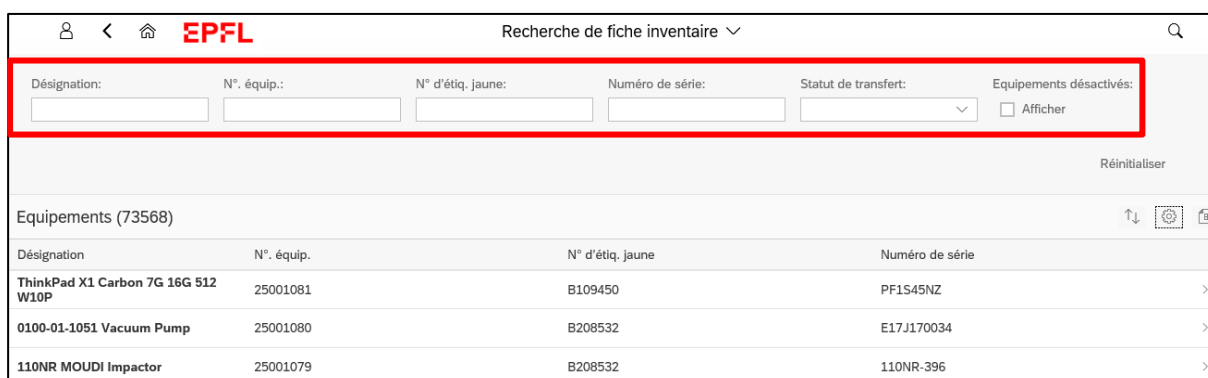 EPFL Recherche de fiche inventaire
Désignation: N°. équip.: N° d'étiq. jaune: Numéro de série: Statut de transfert: Equipements désactivés:
Afficher
Réinitialiser
Equipements (73568)
Désignation N°. équip. N° d'étiq. jaune Numéro de série
ThinkPad X1 Carbon 7G 16G 512
W10P 25001081 B109450 PF1S45NZ
0100-01-1051 Vacuum Pump 25001080 B208532 E17J170034
110NR MOUDI Impactor 25001079 B208532 110NR-396